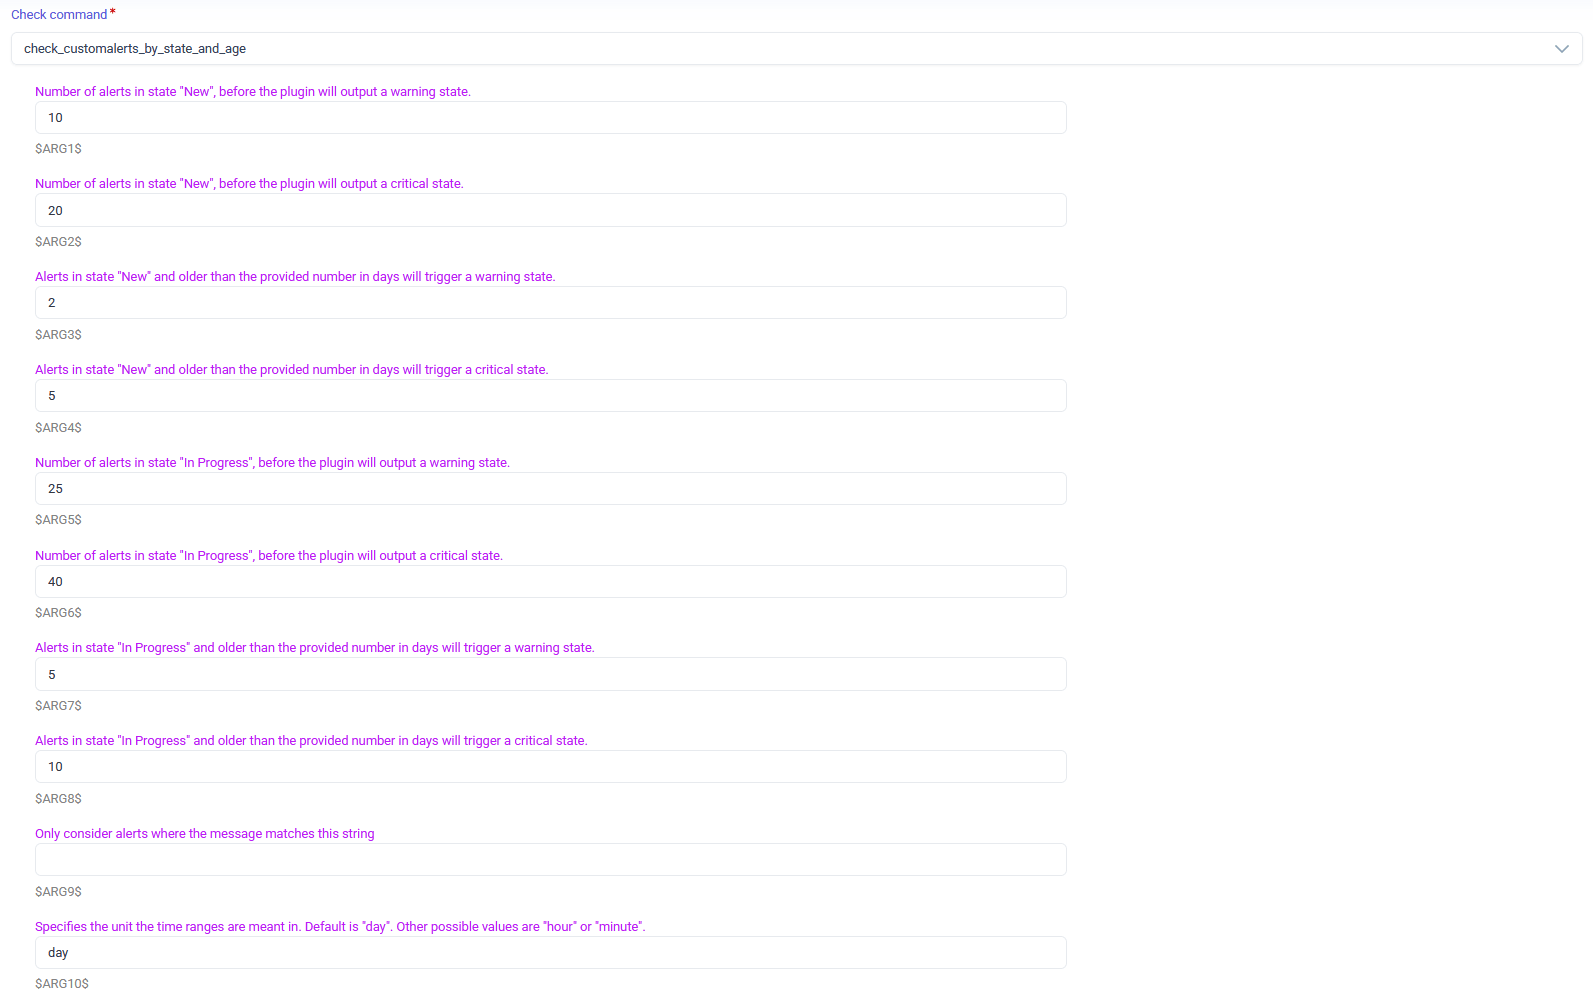 Check command *
check_customalerts_by_state_and_age
Number of alerts in state "New", before the plugin will output a warning state.
10
$ARG1$
Number of alerts in state "New", before the plugin will output a critical state.
20
$ARG2$
Alerts in state "New" and older than the provided number in days will trigger a warning state.
2
$ARG3$
Alerts in state "New" and older than the provided number in days will trigger a critical state.
5
$ARG4$
Number of alerts in state "In Progress", before the plugin will output a warning state.
25
$ARG5$
Number of alerts in state "In Progress", before the plugin will output a critical state.
40
$ARG6$
Alerts in state "In Progress" and older than the provided number in days will trigger a warning state.
5
$ARG7$
Alerts in state "In Progress" and older than the provided number in days will trigger a critical state.
10
$ARG8$
Only consider alerts where the message matches this string
$ARG9$
Specifies the unit the time ranges are meant in. Default is "day". Other possible values are "hour" or "minute".
day
$ARG10$